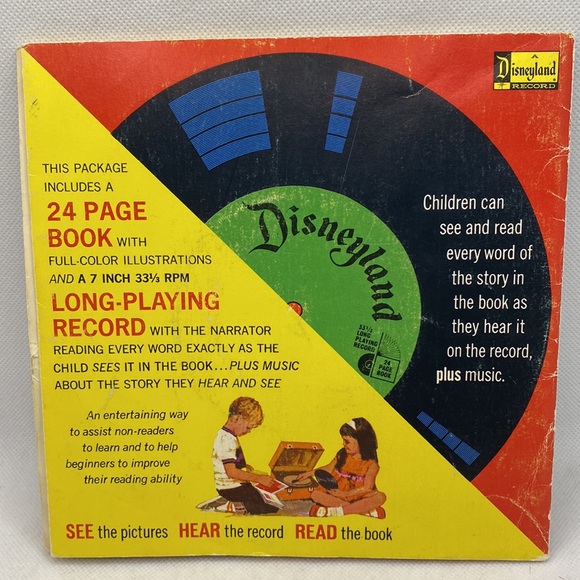 Disneyland
RECORD
THIS PACKAGE
INCLUDES A
24 PAGE
BOOK WITH
FULL-COLOR ILLUSTRATIONS
AND A 7 INCH 33⅓ RPM
LONG-PLAYING
RECORD WITH THE NARRATOR
READING EVERY WORD EXACTLY AS THE
CHILD SEES IT IN THE BOOK...PLUS MUSIC
ABOUT THE STORY THEY HEAR AND SEE
An entertaining way
to assist non-readers
to learn and to help
beginners to improve
their reading ability
SEE the pictures HEAR the record READ the book
Disneyland
33⅓
LONG
PLAYING
RECORD
24
PAGE
BOOK
Children can
see and read
every word of
the story in
the book as
they hear it
on the record,
plus music.